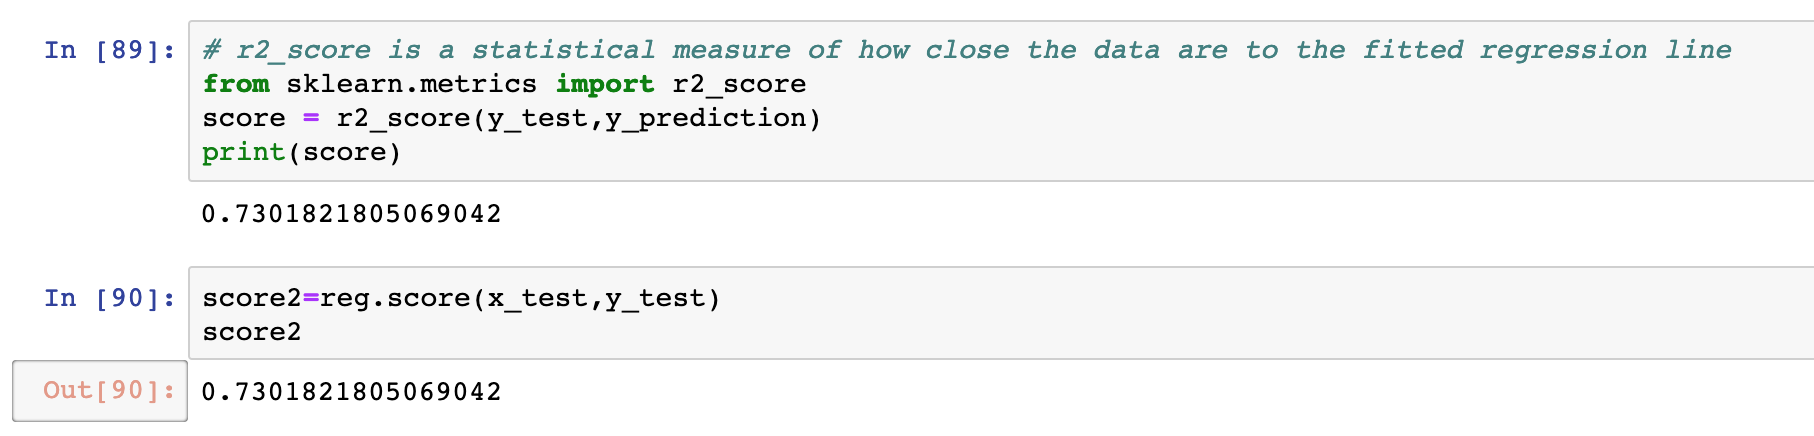 In [89]: # r2_score is a statistical measure of how close the data are to the fitted regression line
from sklearn.metrics import r2_score
score = r2_score(y_test,y_prediction)
print(score)
0.7301821805069042
In [90]: score2=reg.score(x_test,y_test)
score2
Out[90]: 0.7301821805069042